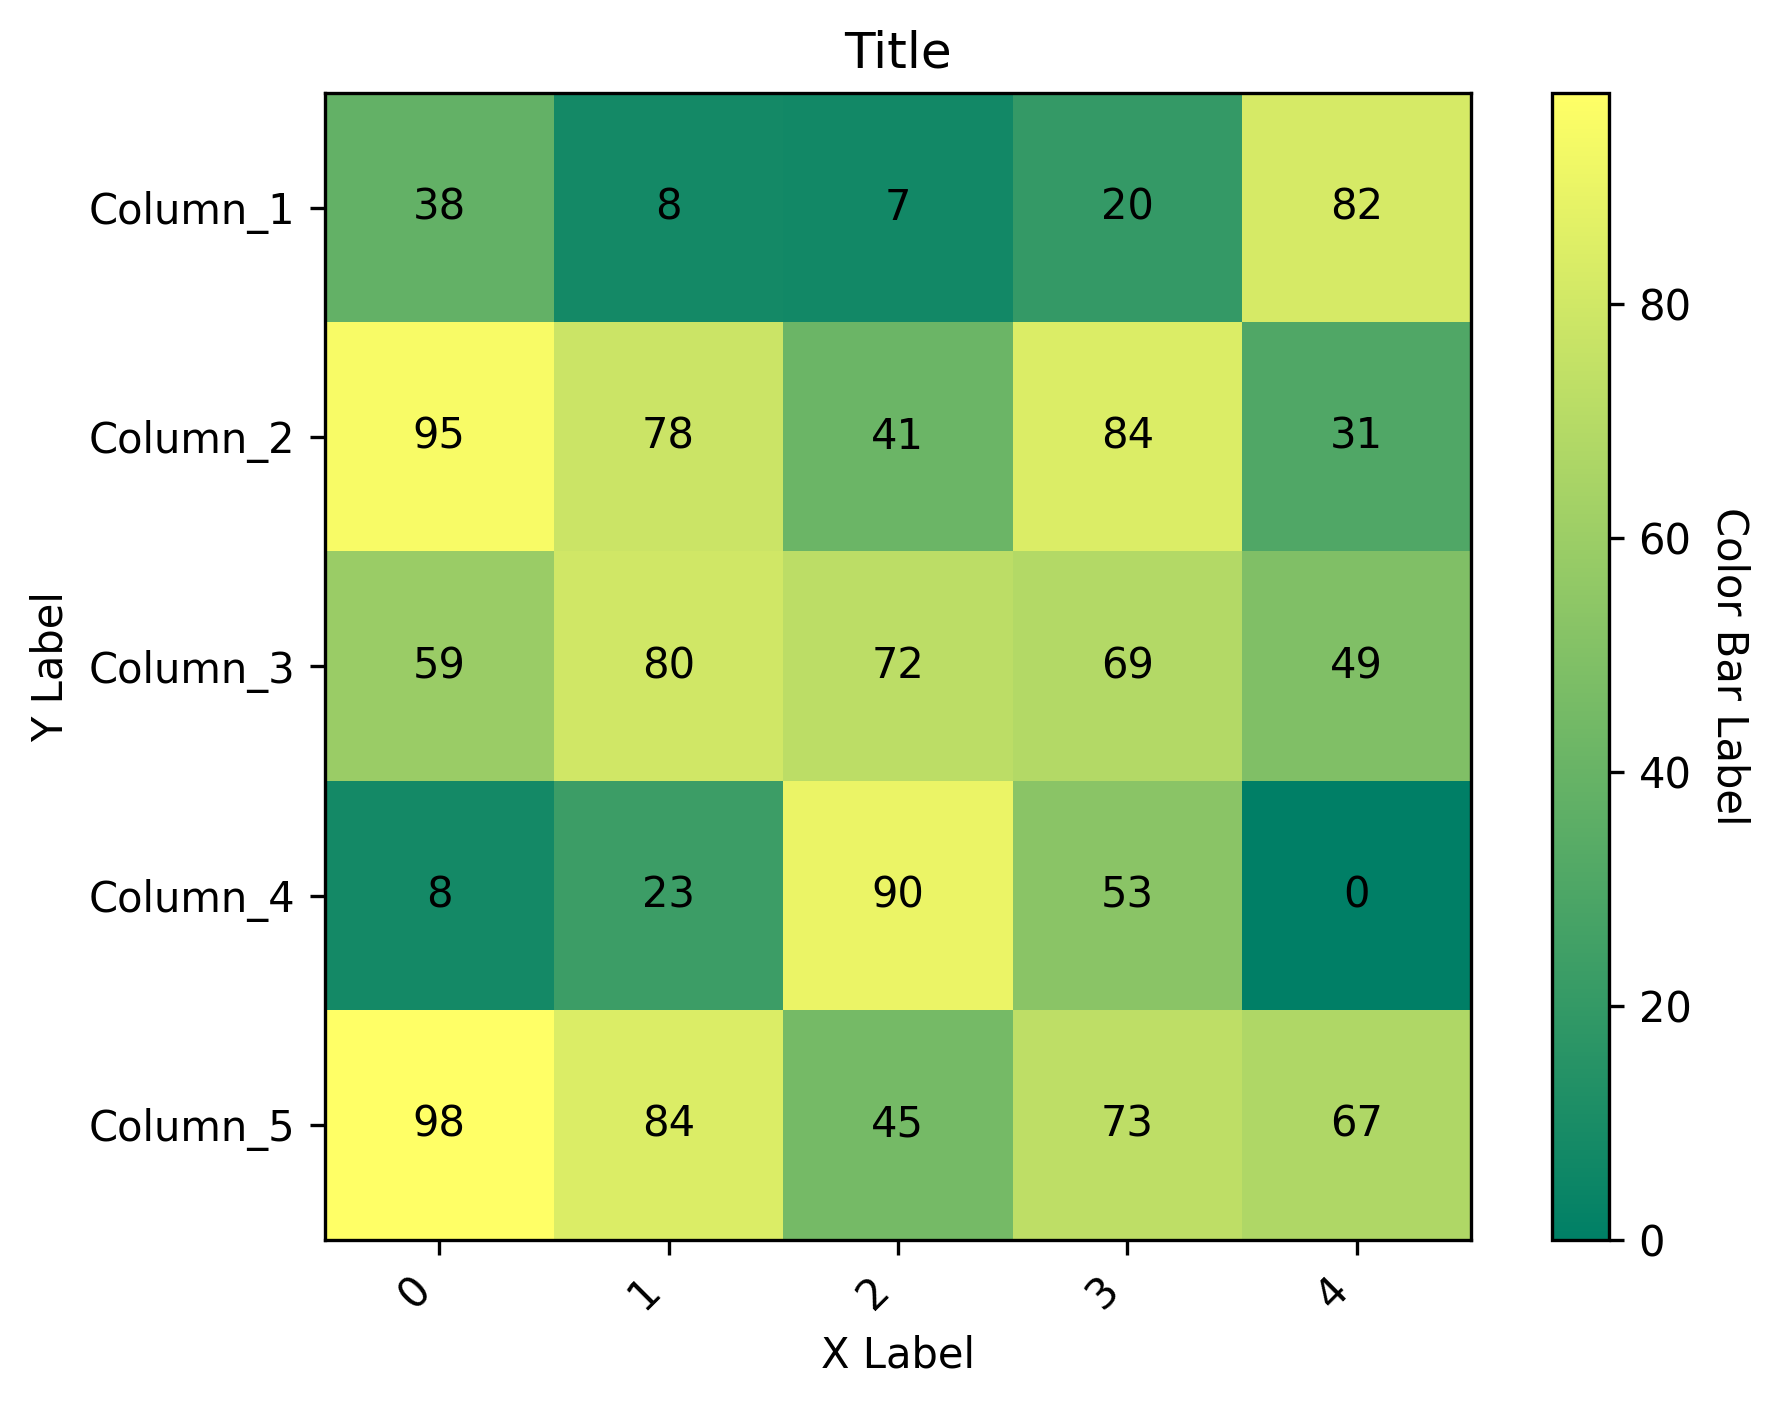 Title
Column_1 38 8 7 20 82
Column_2 95 78 41 84 31
Column_3 59 80 72 69 49
Column_4 8 23 90 53 0
Column_5 98 84 45 73 67
0 1 2 3 4
X Label
Y Label
80
60
40
20
0
Color Bar Label